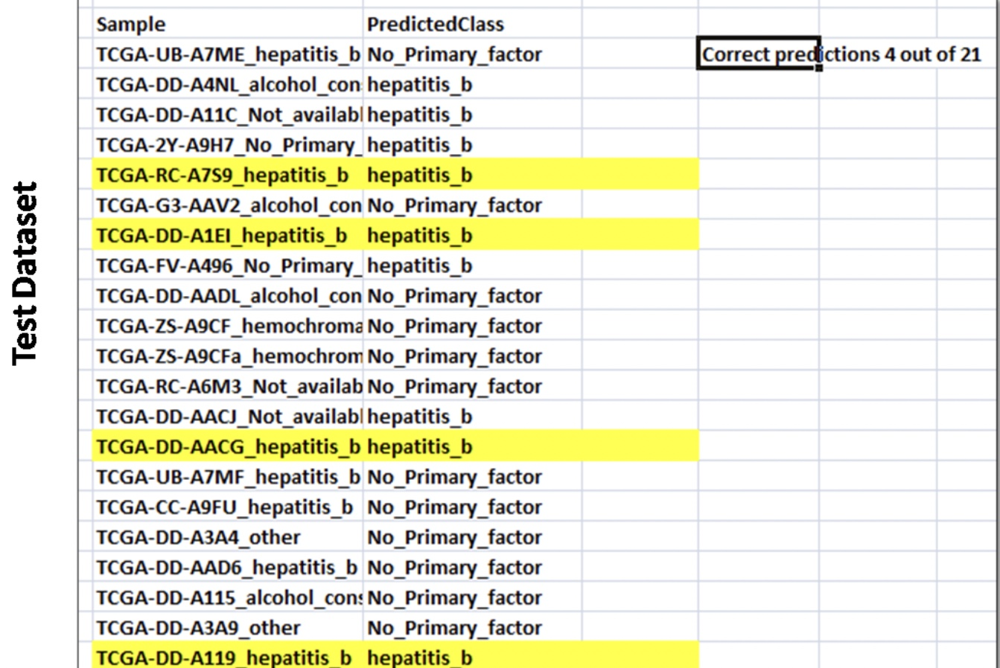 Test Dataset
Sample PredictedClass
TCGA-UB-A7ME_hepatitis_b No_Primary_factor Correct predictions 4 out of 21
TCGA-DD-A4NL_alcohol_con hepatitis_b
TCGA-DD-A11C_Not_availabl hepatitis_b
TCGA-2Y-A9H7_No_Primary_ hepatitis_b
TCGA-RC-A7S9_hepatitis_b hepatitis_b
TCGA-G3-AAV2_alcohol_con No_Primary_factor
TCGA-DD-A1EI_hepatitis_b hepatitis_b
TCGA-FV-A496_No_Primary_ hepatitis_b
TCGA-DD-AADL_alcohol_con No_Primary_factor
TCGA-ZS-A9CF_hemochroma No_Primary_factor
TCGA-ZS-A9CFa_hemochrom No_Primary_factor
TCGA-RC-A6M3_Not_availab No_Primary_factor
TCGA-DD-AACJ_Not_availabl hepatitis_b
TCGA-DD-AACG_hepatitis_b hepatitis_b
TCGA-UB-A7MF_hepatitis_b No_Primary_factor
TCGA-CC-A9FU_hepatitis_b No_Primary_factor
TCGA-DD-A3A4_other No_Primary_factor
TCGA-DD-AAD6_hepatitis_b No_Primary_factor
TCGA-DD-A115_alcohol_cons No_Primary_factor
TCGA-DD-A3A9_other No_Primary_factor
TCGA-DD-A119_hepatitis_b hepatitis_b